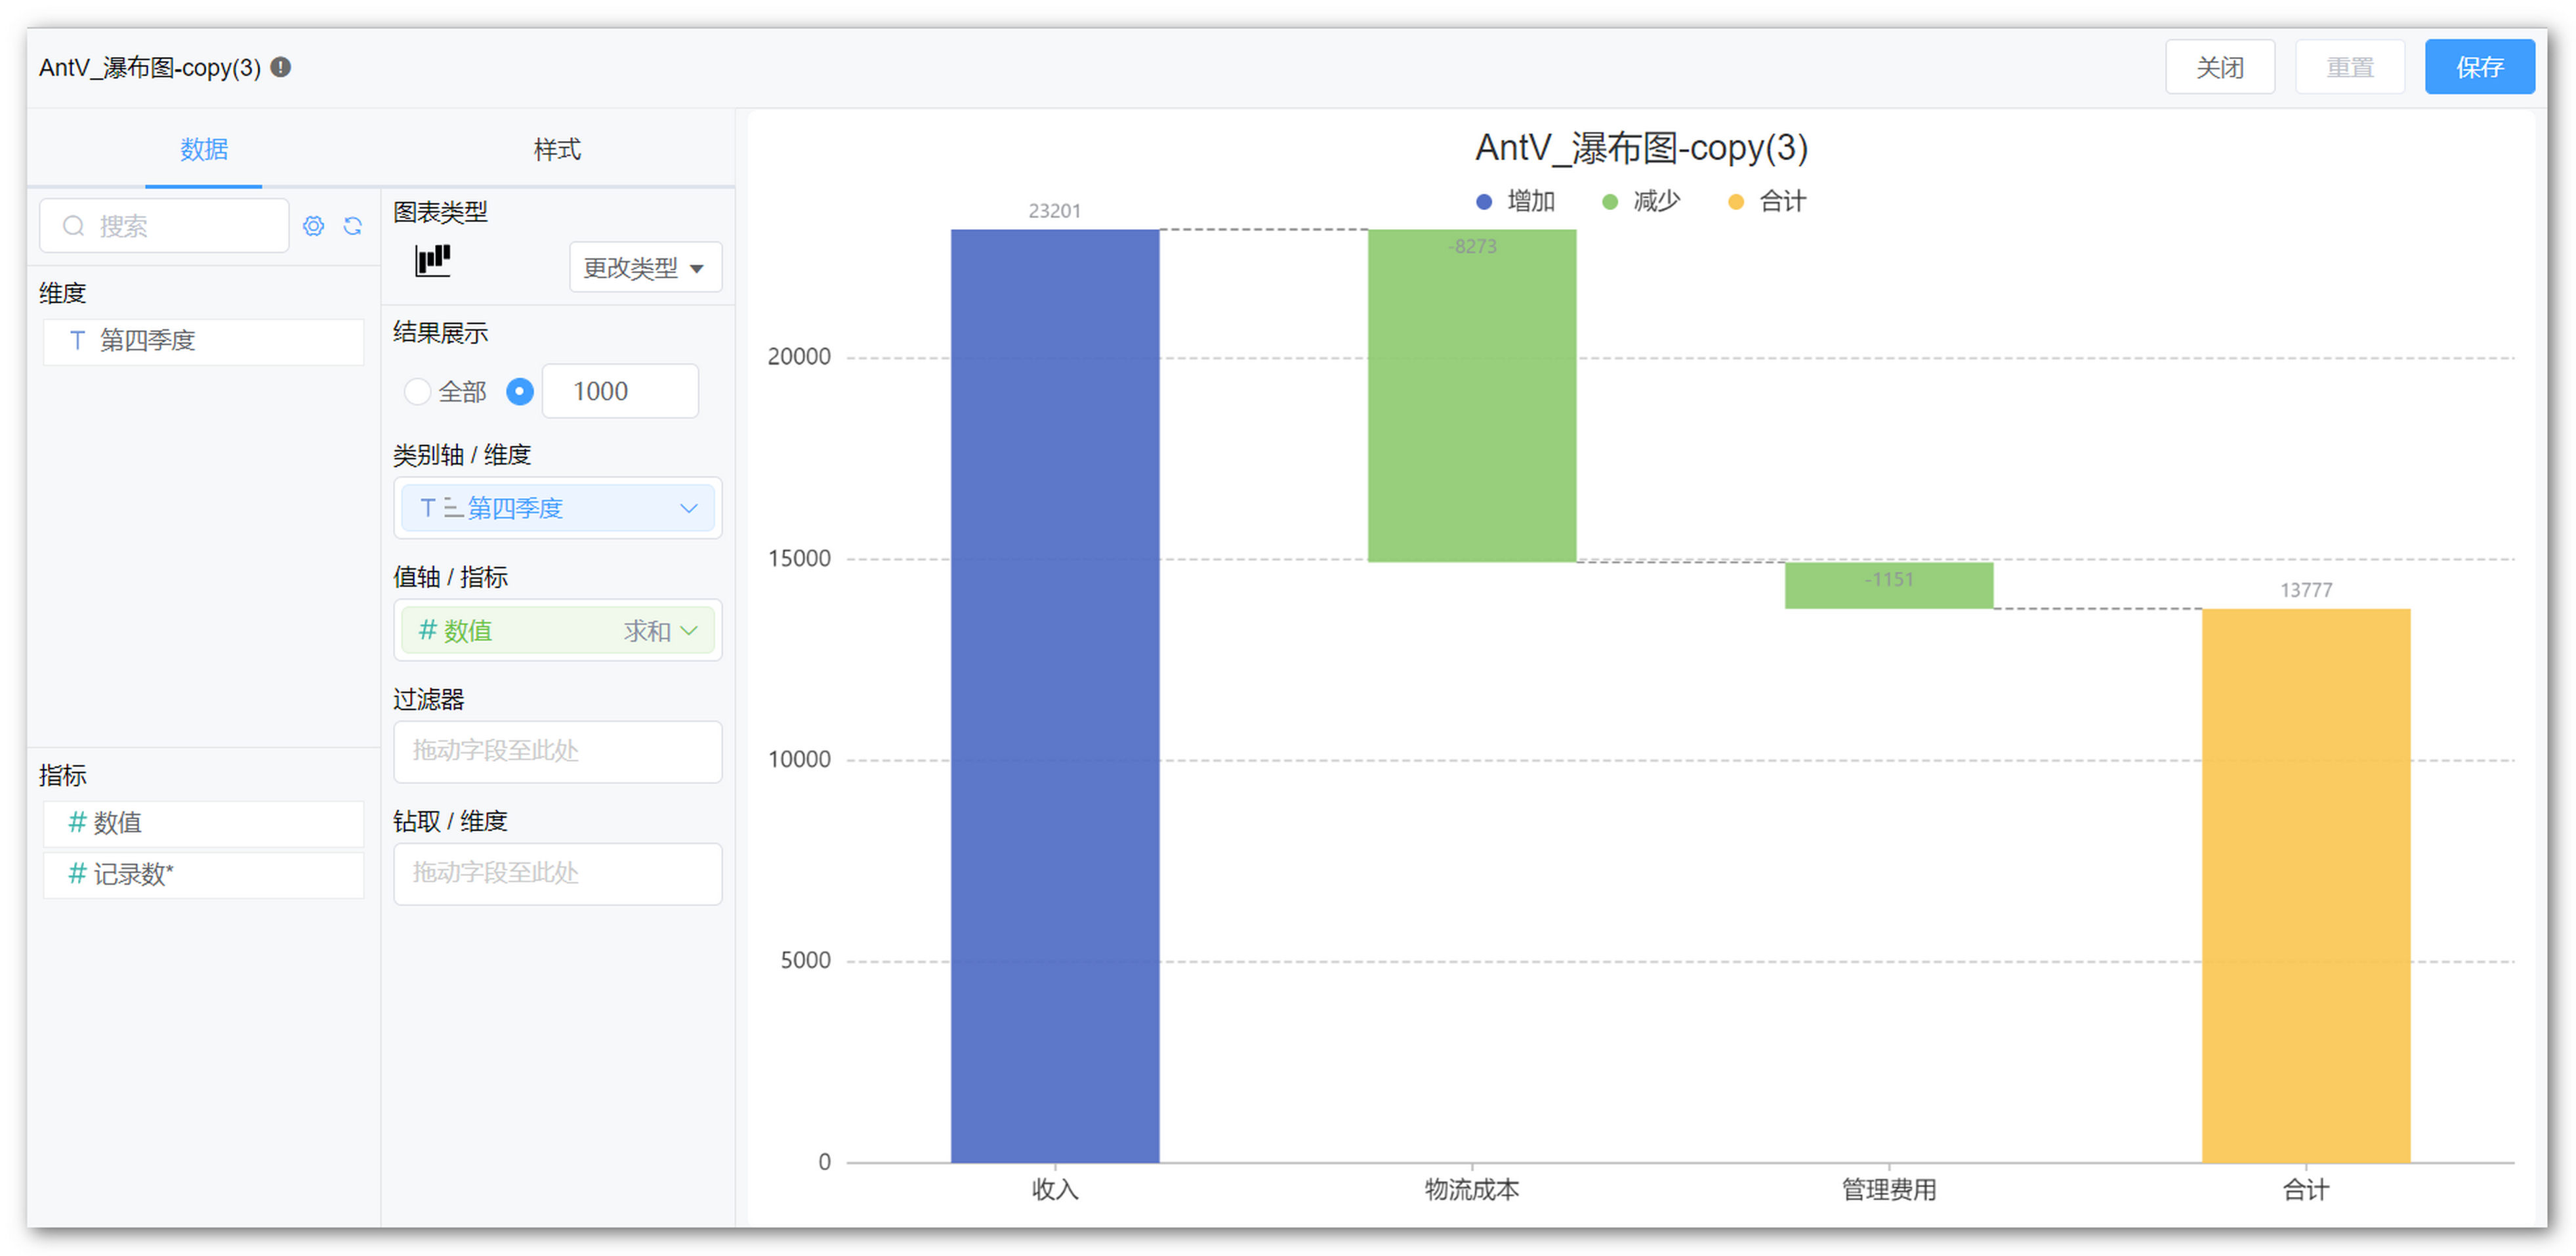 AntV_瀑布图-copy(3)
关闭
重置
保存
数据
样式
搜索
维度
T 第四季度
指标
# 数值
# 记录数*
图表类型
更改类型
结果展示
全部
1000
类别轴 / 维度
T 第四季度
值轴 / 指标
# 数值 求和
过滤器
拖动字段至此处
钻取 / 维度
拖动字段至此处
AntV_瀑布图-copy(3)
增加 减少 合计
23201
-8273
-1151
13777
20000
15000
10000
5000
0
收入 物流成本 管理费用 合计